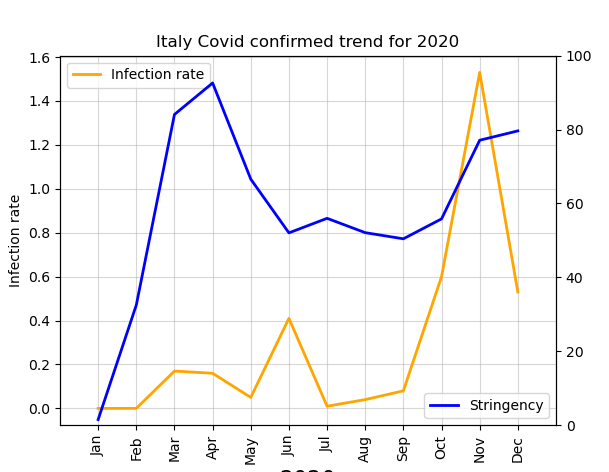 Italy Covid confirmed trend for 2020
Infection rate
Infection rate
1.6
1.4
1.2
1.0
0.8
0.6
0.4
0.2
0.0
100
80
60
40
20
0
Stringency
Jan
Feb
Mar
Apr
May
Jun
Jul
Aug
Sep
Oct
Nov
Dec
2020